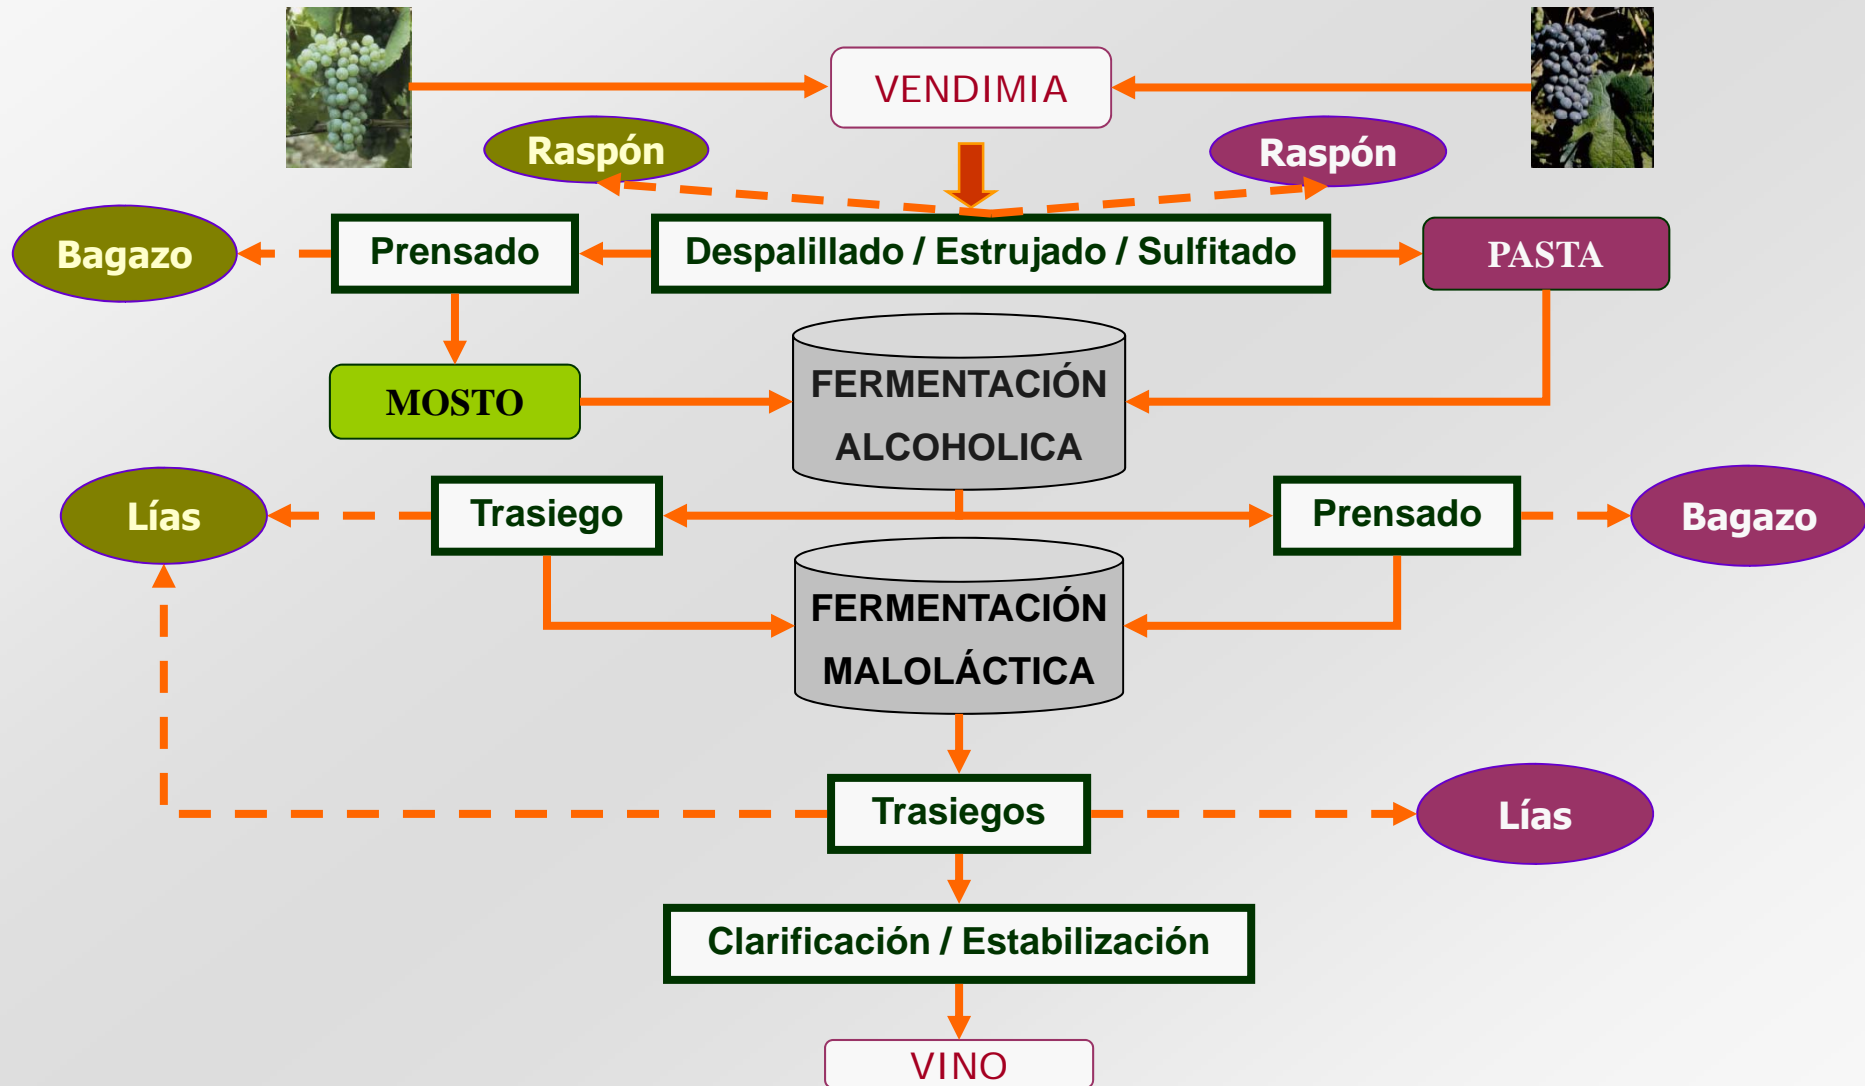 VENDIMIA
Raspón
Raspón
Bagazo
Prensado
Despalillado / Estrujado / Sulfitado
PASTA
MOSTO
FERMENTACIÓN
ALCOHOLICA
Lías
Trasiego
Prensado
Bagazo
FERMENTACIÓN
MALOLÁCTICA
Trasiegos
Lías
Clarificación / Estabilización
VINO